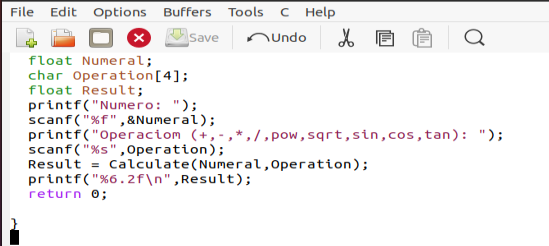 File Edit Options Buffers Tools C Help
Save Undo
float Numeral;
char Operation[4];
float Result;
printf("Numero: ");
scanf("%f",&Numeral);
printf("Operaciom (+,-,*,/,pow,sqrt,sin,cos,tan): ");
scanf("%s",Operation);
Result = Calculate(Numeral,Operation);
printf("%6.2f\n",Result);
return 0;
}